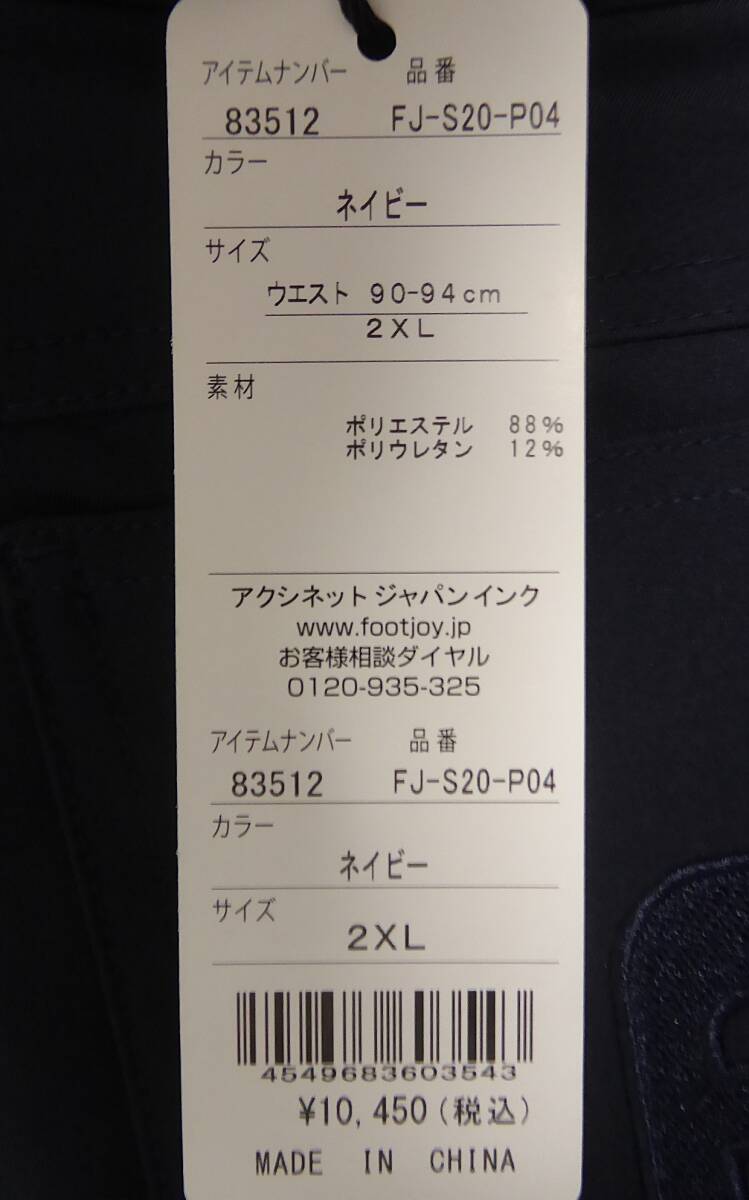 アイテムナンバー 品番
83512 FJ-S20-P04
カラー
ネイビー
サイズ
ウエスト 90-94cm
2XL
素材
ポリエステル 88%
ポリウレタン 12%
アクシネット ジャパン インク
www.footjoy.jp
お客様相談ダイヤル
0120-935-325
アイテムナンバー 品番
83512 FJ-S20-P04
カラー
ネイビー
サイズ
2XL
4549683603543
¥10,450(税込)
MADE IN CHINA